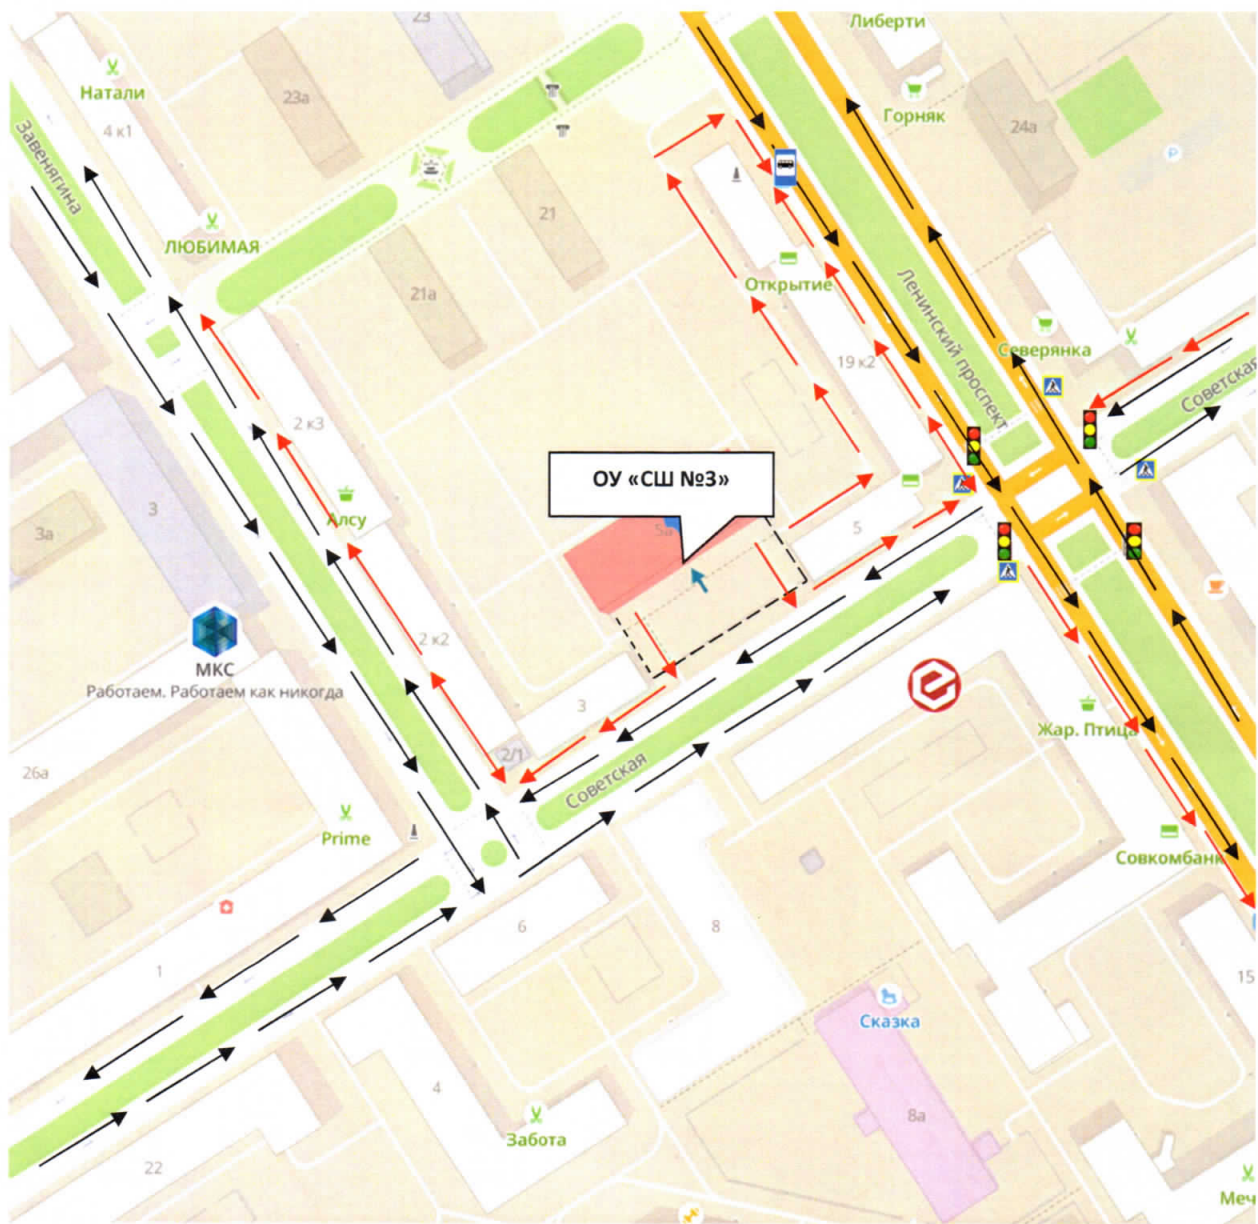 23
Либерти
Натали
4 к1
23а
Горняк
24а
Завенягина
ЛЮБИМАЯ
21
21а
Открытие
Ленинский проспект
Северянка
19 к2
Советская
2 к3
ОУ «СШ №3»
Алсу
3
3а
5а
5
2 к2
МКС
Работаем. Работаем как никогда
3
2/1
Жар. Птица
26а
Советская
Prime
Совкомбанк
6
8
1
15
Сказка
4
8а
Забота
22
Меч